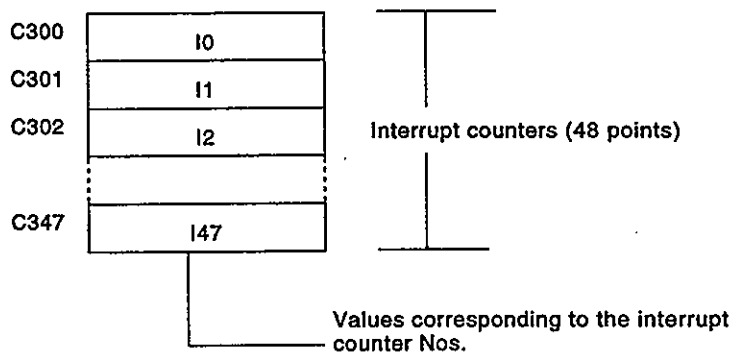 C300 I0
C301 I1
C302 I2
Interrupt counters (48 points)
C347 I47
Values corresponding to the interrupt
counter Nos.